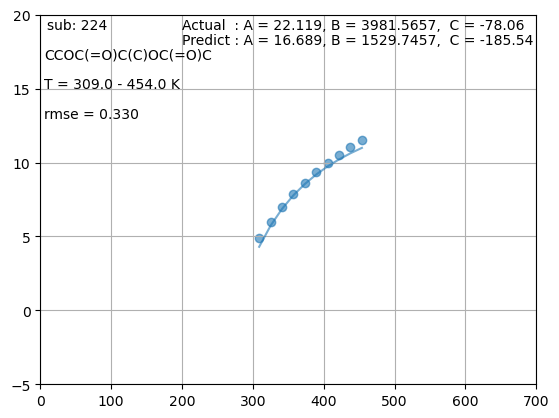 sub: 224
Actual  : A = 22.119, B = 3981.5657,  C = -78.06
Predict : A = 16.689, B = 1529.7457,  C = -185.54
CCOC(=O)C(C)OC(=O)C
T = 309.0 - 454.0 K
rmse = 0.330
20
15
10
5
0
−5
0 100 200 300 400 500 600 700